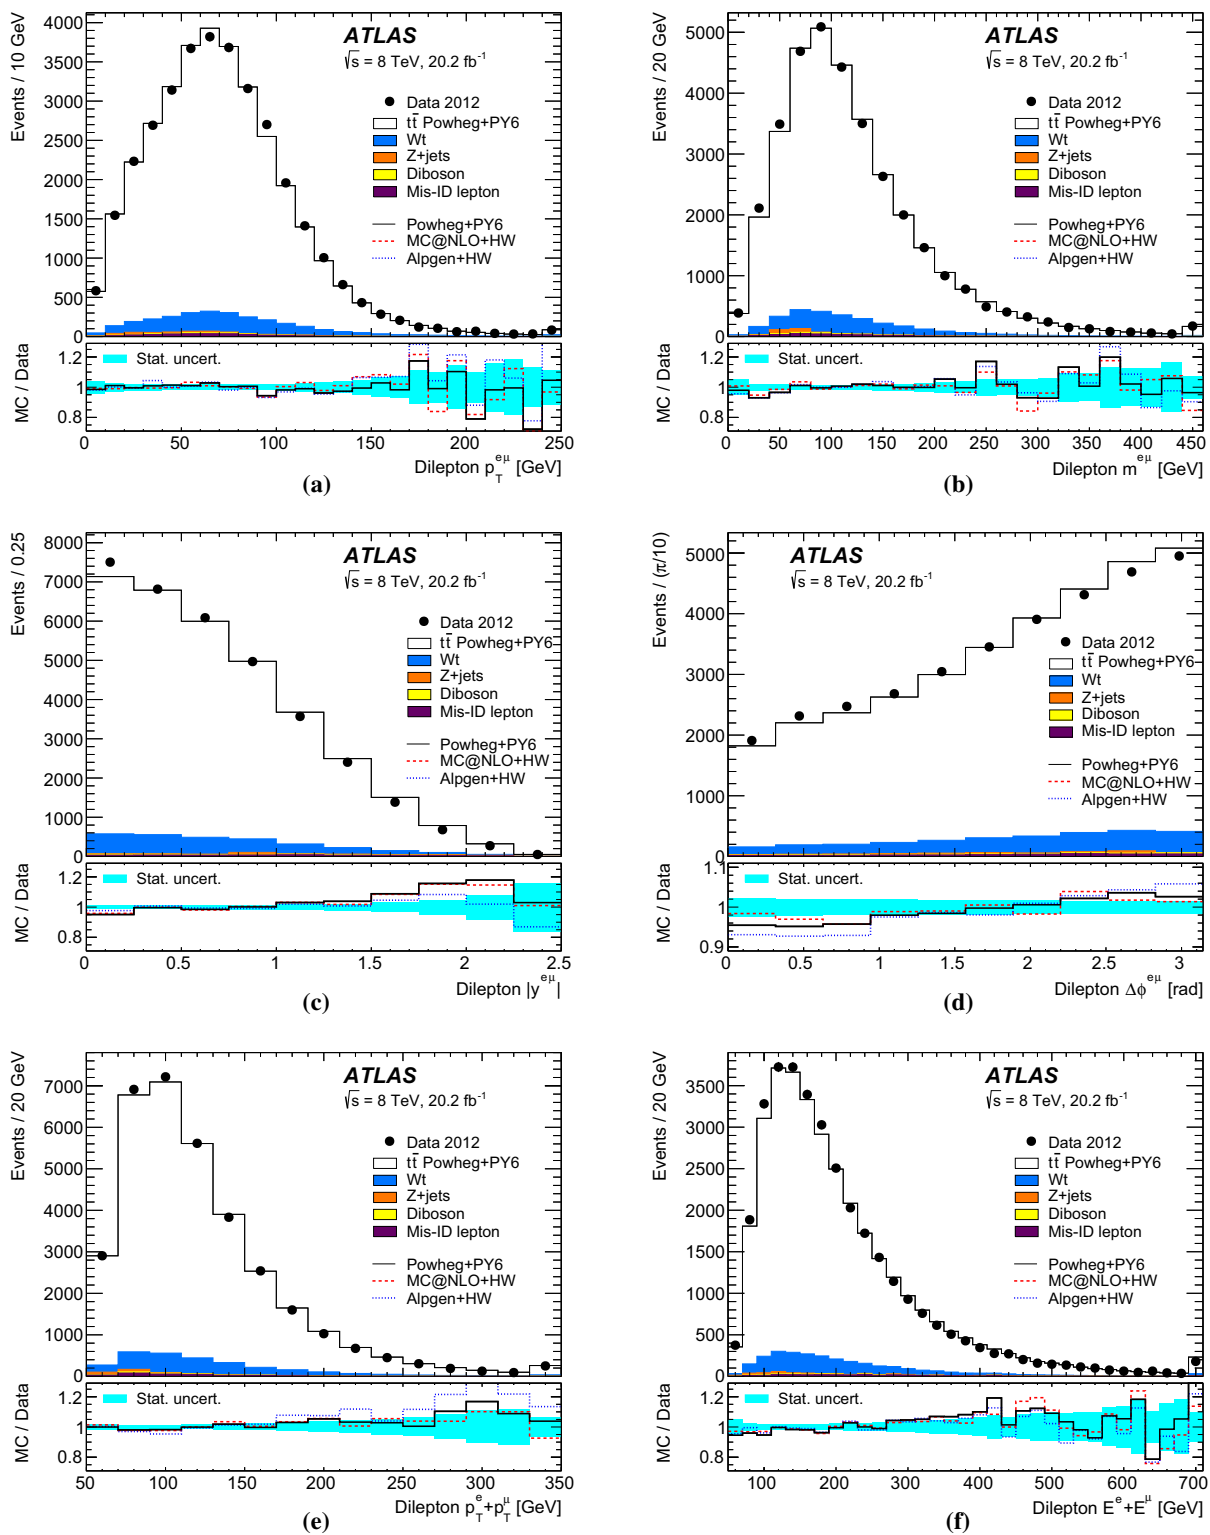 Events / 10 GeV
4000
3500
3000
2500
2000
1500
1000
500
0
ATLAS
√s = 8 TeV, 20.2 fb-1
Data 2012
tt̄ Powheg+PY6
Wt
Z+jets
Diboson
Mis-ID lepton
Powheg+PY6
MC@NLO+HW
Alpgen+HW
MC / Data
1.2
1
0.8
Stat. uncert.
0 50 100 150 200 250
Dilepton p_T^eμ [GeV]
(a)
Events / 20 GeV
5000
4000
3000
2000
1000
0
ATLAS
√s = 8 TeV, 20.2 fb-1
Data 2012
tt̄ Powheg+PY6
Wt
Z+jets
Diboson
Mis-ID lepton
Powheg+PY6
MC@NLO+HW
Alpgen+HW
MC / Data
1.2
1
0.8
Stat. uncert.
0 50 100 150 200 250 300 350 400 450
Dilepton m^eμ [GeV]
(b)
Events / 0.25
8000
7000
6000
5000
4000
3000
2000
1000
0
ATLAS
√s = 8 TeV, 20.2 fb-1
Data 2012
tt̄ Powheg+PY6
Wt
Z+jets
Diboson
Mis-ID lepton
Powheg+PY6
MC@NLO+HW
Alpgen+HW
MC / Data
1.2
1
0.8
Stat. uncert.
0 0.5 1 1.5 2 2.5
Dilepton |y^eμ|
(c)
Events / (π/10)
5000
4000
3000
2000
1000
0
ATLAS
√s = 8 TeV, 20.2 fb-1
Data 2012
tt̄ Powheg+PY6
Wt
Z+jets
Diboson
Mis-ID lepton
Powheg+PY6
MC@NLO+HW
Alpgen+HW
MC / Data
1.1
1
0.9
Stat. uncert.
0 0.5 1 1.5 2 2.5 3
Dilepton Δϕ^eμ [rad]
(d)
Events / 20 GeV
7000
6000
5000
4000
3000
2000
1000
0
ATLAS
√s = 8 TeV, 20.2 fb-1
Data 2012
tt̄ Powheg+PY6
Wt
Z+jets
Diboson
Mis-ID lepton
Powheg+PY6
MC@NLO+HW
Alpgen+HW
MC / Data
1.2
1
0.8
Stat. uncert.
50 100 150 200 250 300 350
Dilepton p_T^e+p_T^μ [GeV]
(e)
Events / 20 GeV
3500
3000
2500
2000
1500
1000
500
0
ATLAS
√s = 8 TeV, 20.2 fb-1
Data 2012
tt̄ Powheg+PY6
Wt
Z+jets
Diboson
Mis-ID lepton
Powheg+PY6
MC@NLO+HW
Alpgen+HW
MC / Data
1.2
1
0.8
Stat. uncert.
100 200 300 400 500 600 700
Dilepton E^e+E^μ [GeV]
(f)